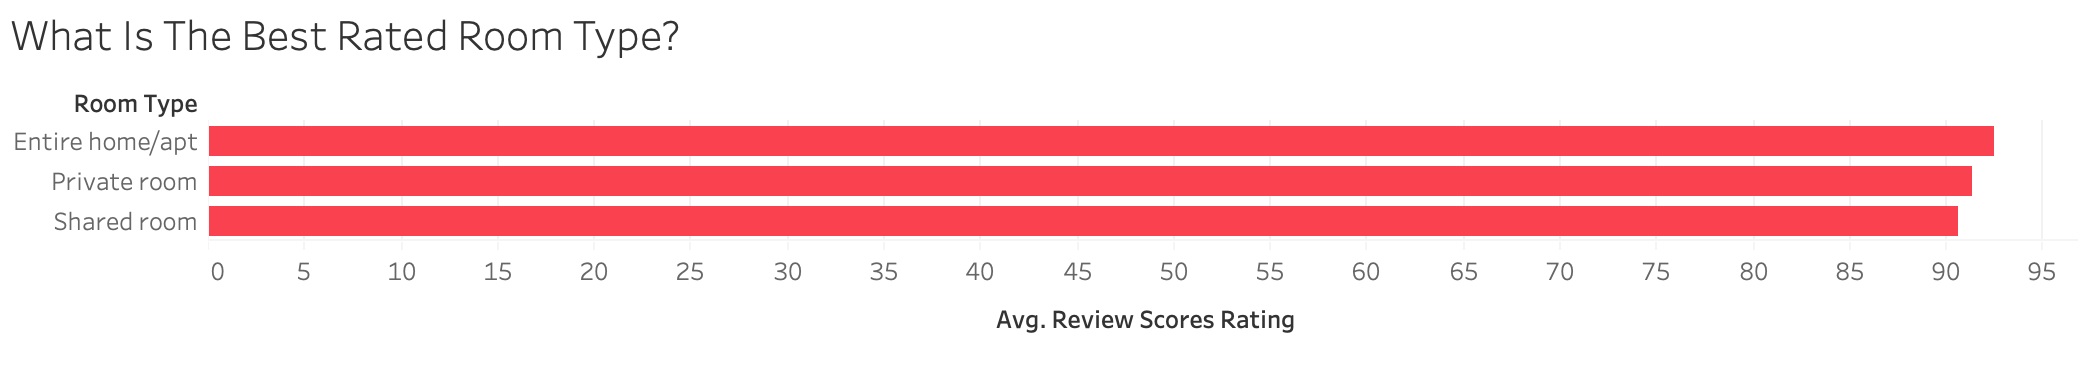 What Is The Best Rated Room Type?
Room Type
Entire home/apt
Private room
Shared room
0 5 10 15 20 25 30 35 40 45 50 55 60 65 70 75 80 85 90 95
Avg. Review Scores Rating